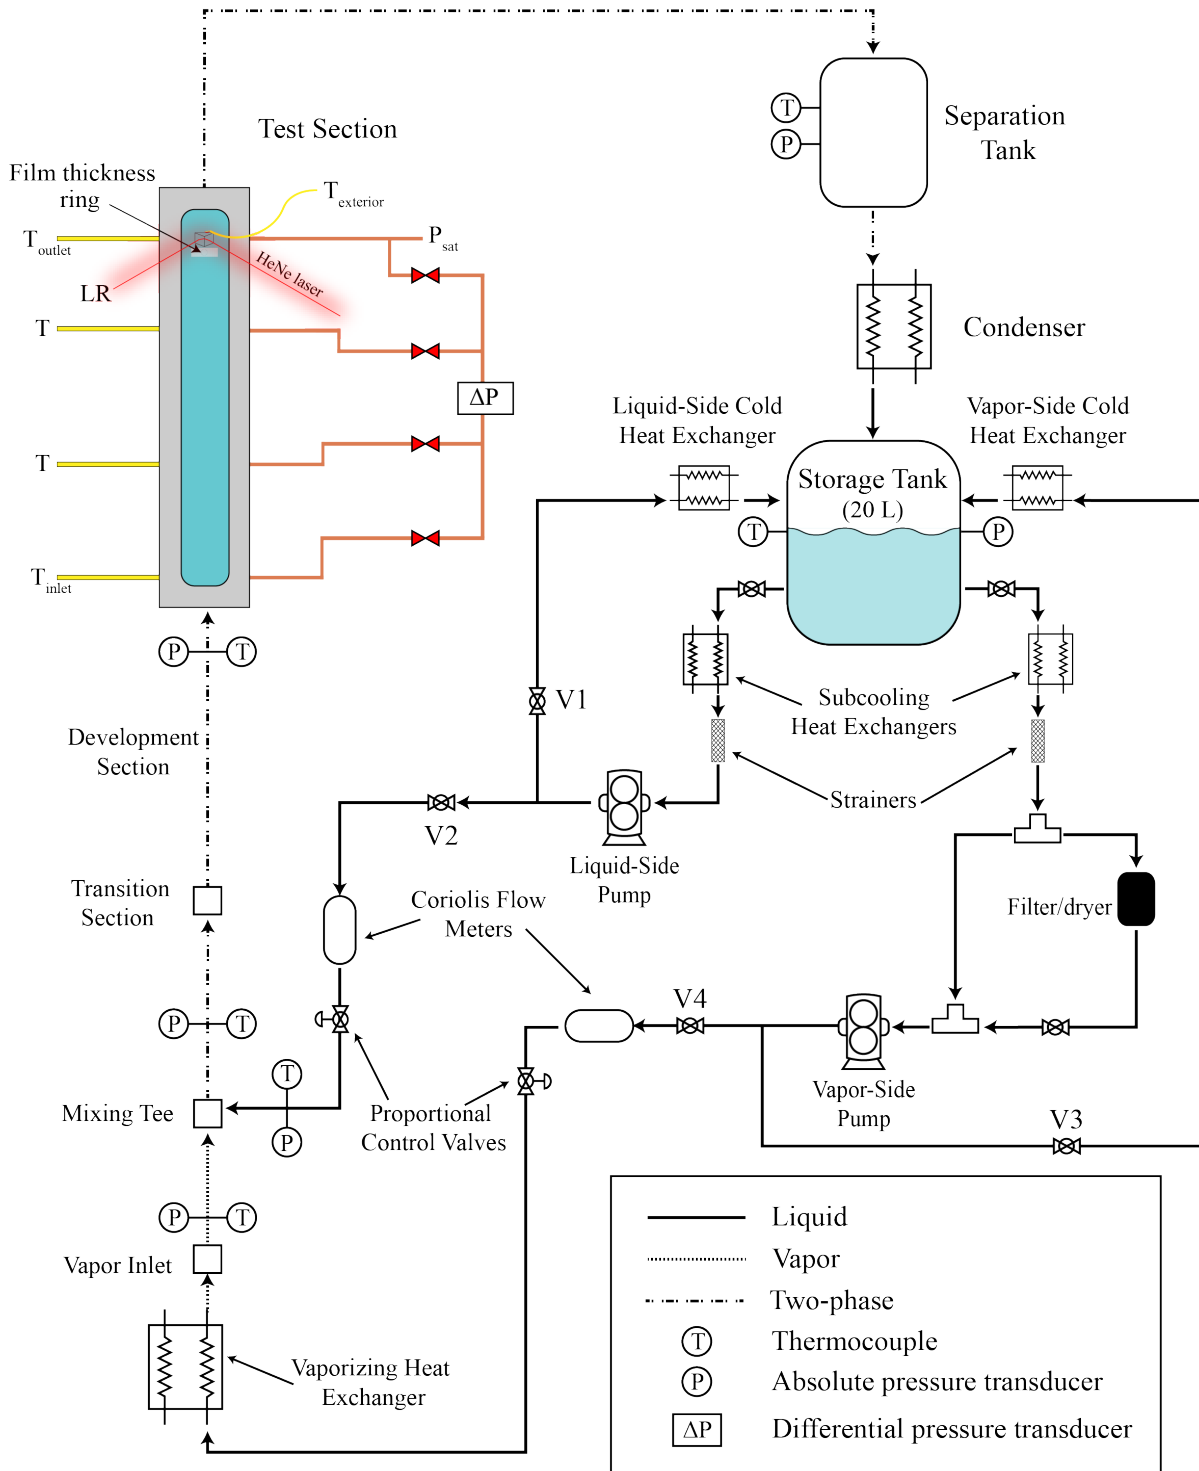 Test Section
Film thickness
ring
T exterior
T outlet
P sat
HeNe laser
LR
T
T
T inlet
ΔP
T
P
Separation
Tank
Condenser
Liquid-Side Cold
Heat Exchanger
Vapor-Side Cold
Heat Exchanger
Storage Tank
(20 L)
T
P
P
T
V1
Subcooling
Heat Exchangers
Development
Section
Strainers
V2
Liquid-Side
Pump
Transition
Section
Coriolis Flow
Meters
Filter/dryer
V4
P
T
T
P
Mixing Tee
Proportional
Control Valves
Vapor-Side
Pump
V3
P
T
Vapor Inlet
Vaporizing Heat
Exchanger
Liquid
Vapor
Two-phase
T
Thermocouple
P
Absolute pressure transducer
ΔP
Differential pressure transducer